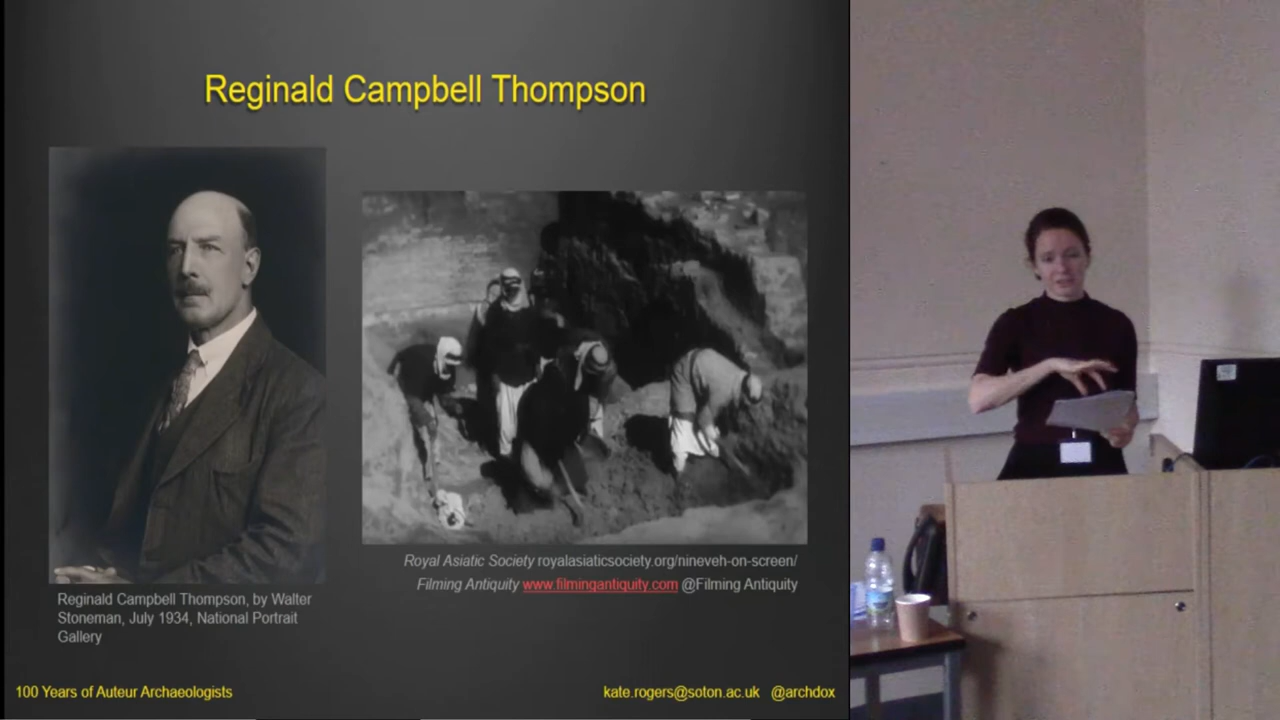 Reginald Campbell Thompson
Royal Asiatic Society royalasiaticsociety.org/nineveh-on-screen/
Filming Antiquity www.filmingantiquity.com @Filming Antiquity
Reginald Campbell Thompson, by Walter
Stoneman, July 1934, National Portrait
Gallery
100 Years of Auteur Archaeologists
kate.rogers@soton.ac.uk @archdox